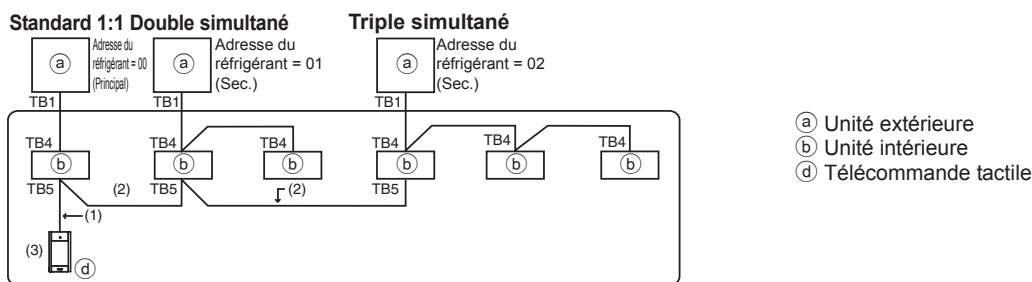 Standard 1:1 Double simultané Triple simultané
Adresse du
réfrigérant = 00
(Principal)
Adresse du
réfrigérant = 01
(Sec.)
Adresse du
réfrigérant = 02
(Sec.)
a a a
TB1 TB1 TB1
TB4 TB4 TB4 TB4 TB4 TB4
b b b b b b
TB5 (2) TB5 (2) TB5
(1)
(3)
d
a Unité extérieure
b Unité intérieure
d Télécommande tactile